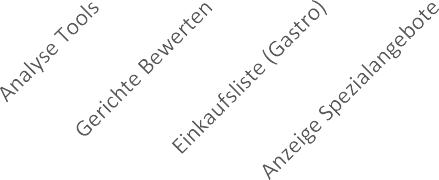 Analyse Tools
Gerichte Bewerten
Einkaufsliste (Gastro)
Anzeige Spezialangebote